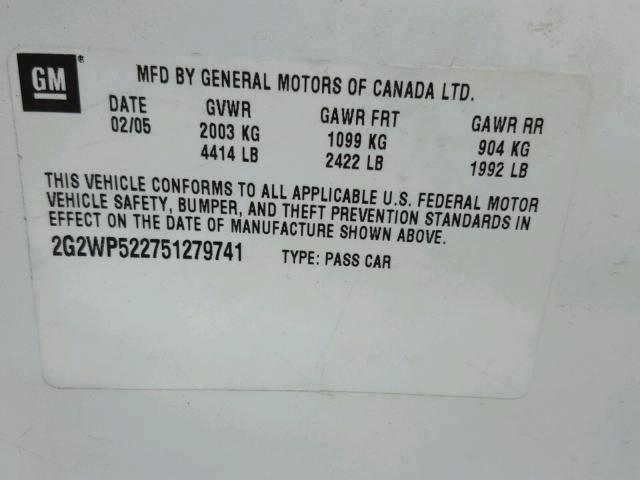 GM ®
MFD BY GENERAL MOTORS OF CANADA LTD.
DATE GVWR GAWR FRT GAWR RR
02/05 2003 KG 1099 KG 904 KG
4414 LB 2422 LB 1992 LB
THIS VEHICLE CONFORMS TO ALL APPLICABLE U.S. FEDERAL MOTOR
VEHICLE SAFETY, BUMPER, AND THEFT PREVENTION STANDARDS IN
EFFECT ON THE DATE OF MANUFACTURE SHOWN ABOVE.
2G2WP522751279741 TYPE: PASS CAR